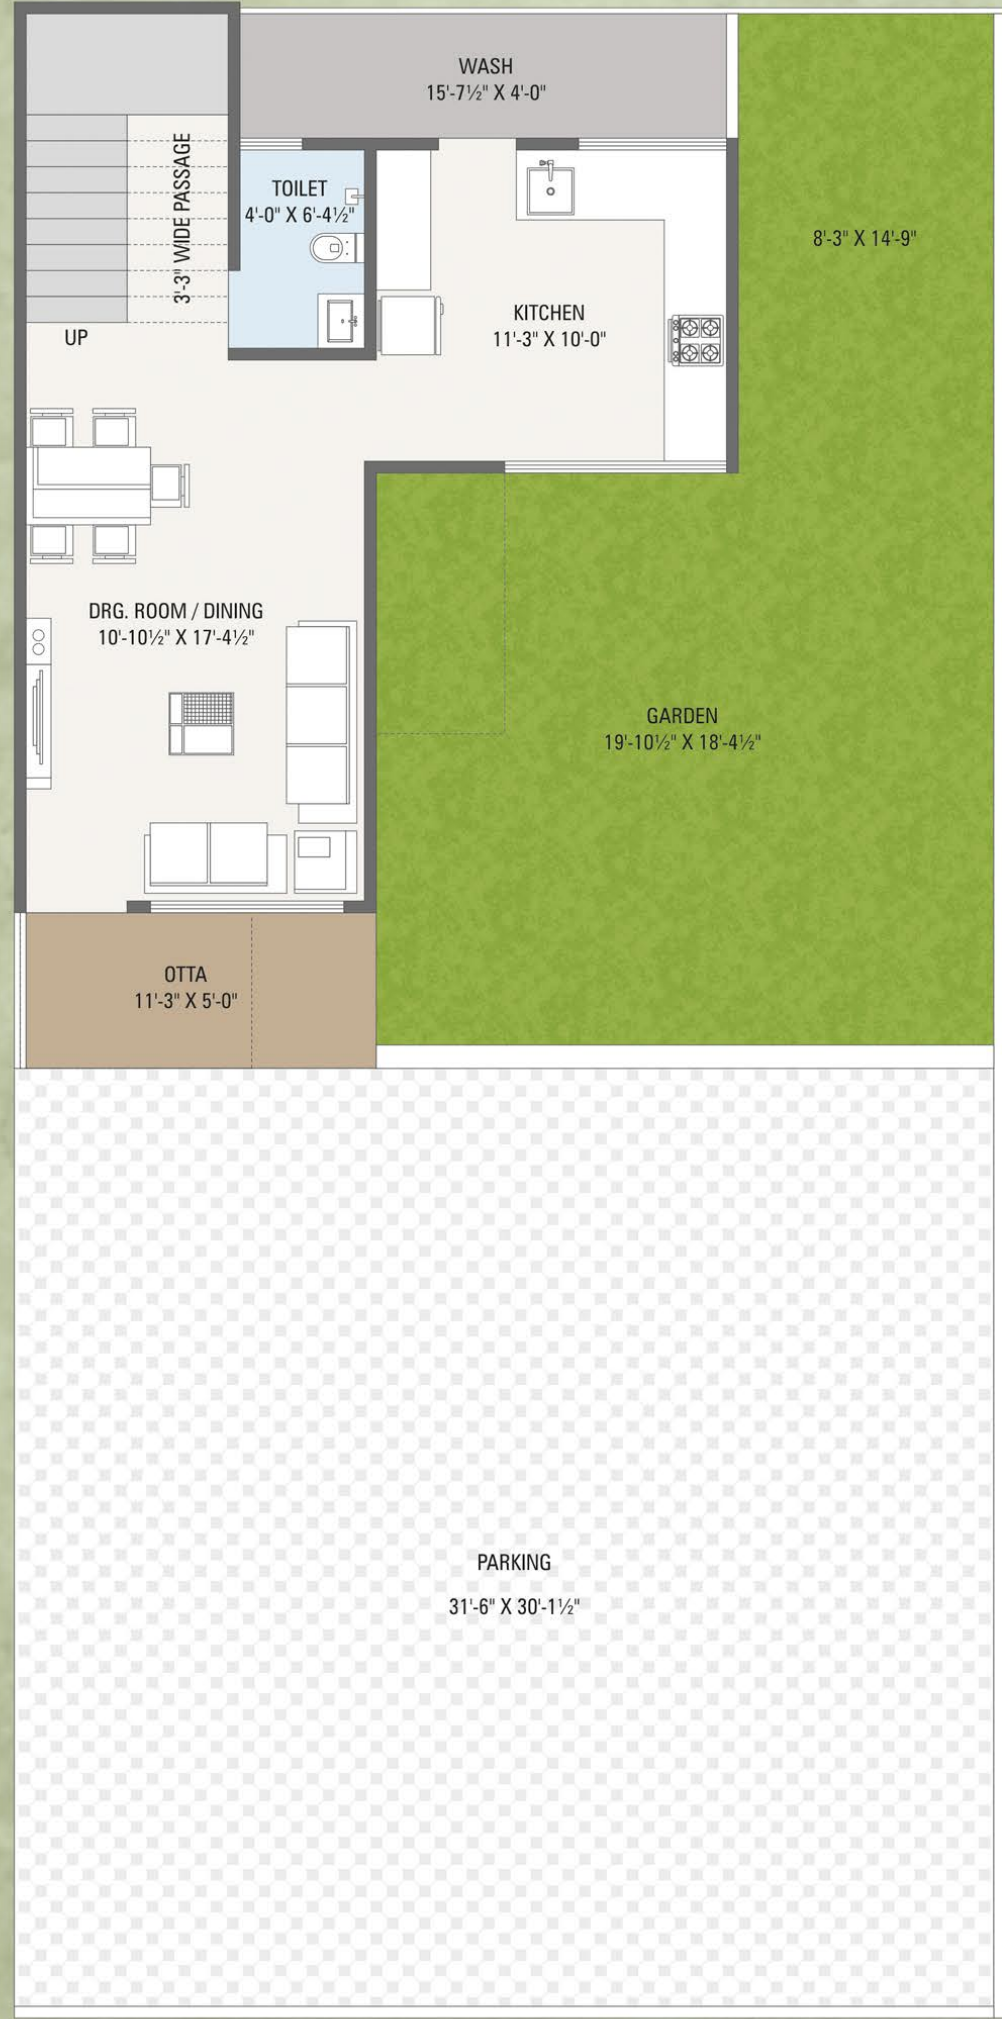 WASH
15'-7½" X 4'-0"
3'-3" WIDE PASSAGE
TOILET
4'-0" X 6'-4½"
8'-3" X 14'-9"
KITCHEN
11'-3" X 10'-0"
UP
DRG. ROOM / DINING
10'-10½" X 17'-4½"
GARDEN
19'-10½" X 18'-4½"
OTTA
11'-3" X 5'-0"
PARKING
31'-6" X 30'-1½"